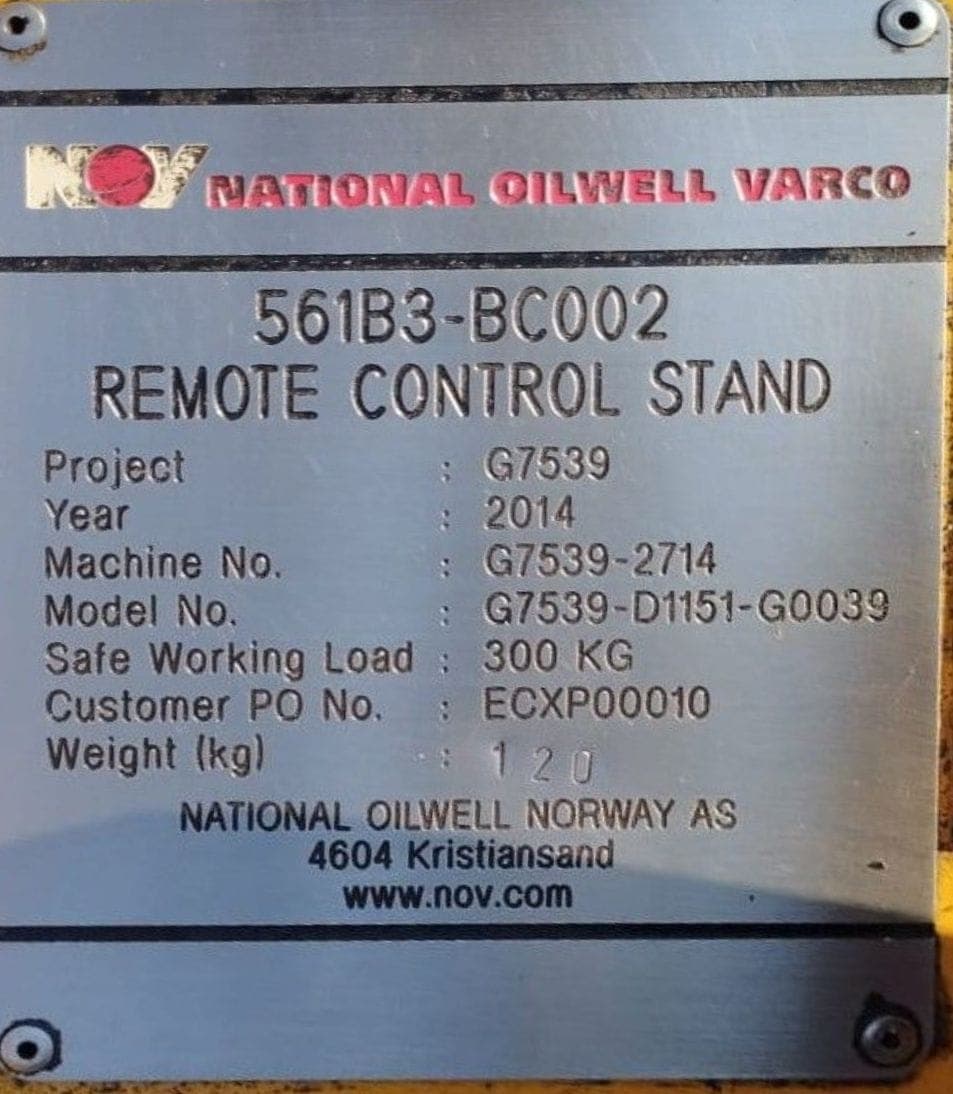 NOV NATIONAL OILWELL VARCO
561B3-BC002
REMOTE CONTROL STAND
Project : G7539
Year : 2014
Machine No. : G7539-2714
Model No. : G7539-D1151-G0039
Safe Working Load : 300 KG
Customer PO No. : ECXP00010
Weight (kg) : 120
NATIONAL OILWELL NORWAY AS
4604 Kristiansand
www.nov.com